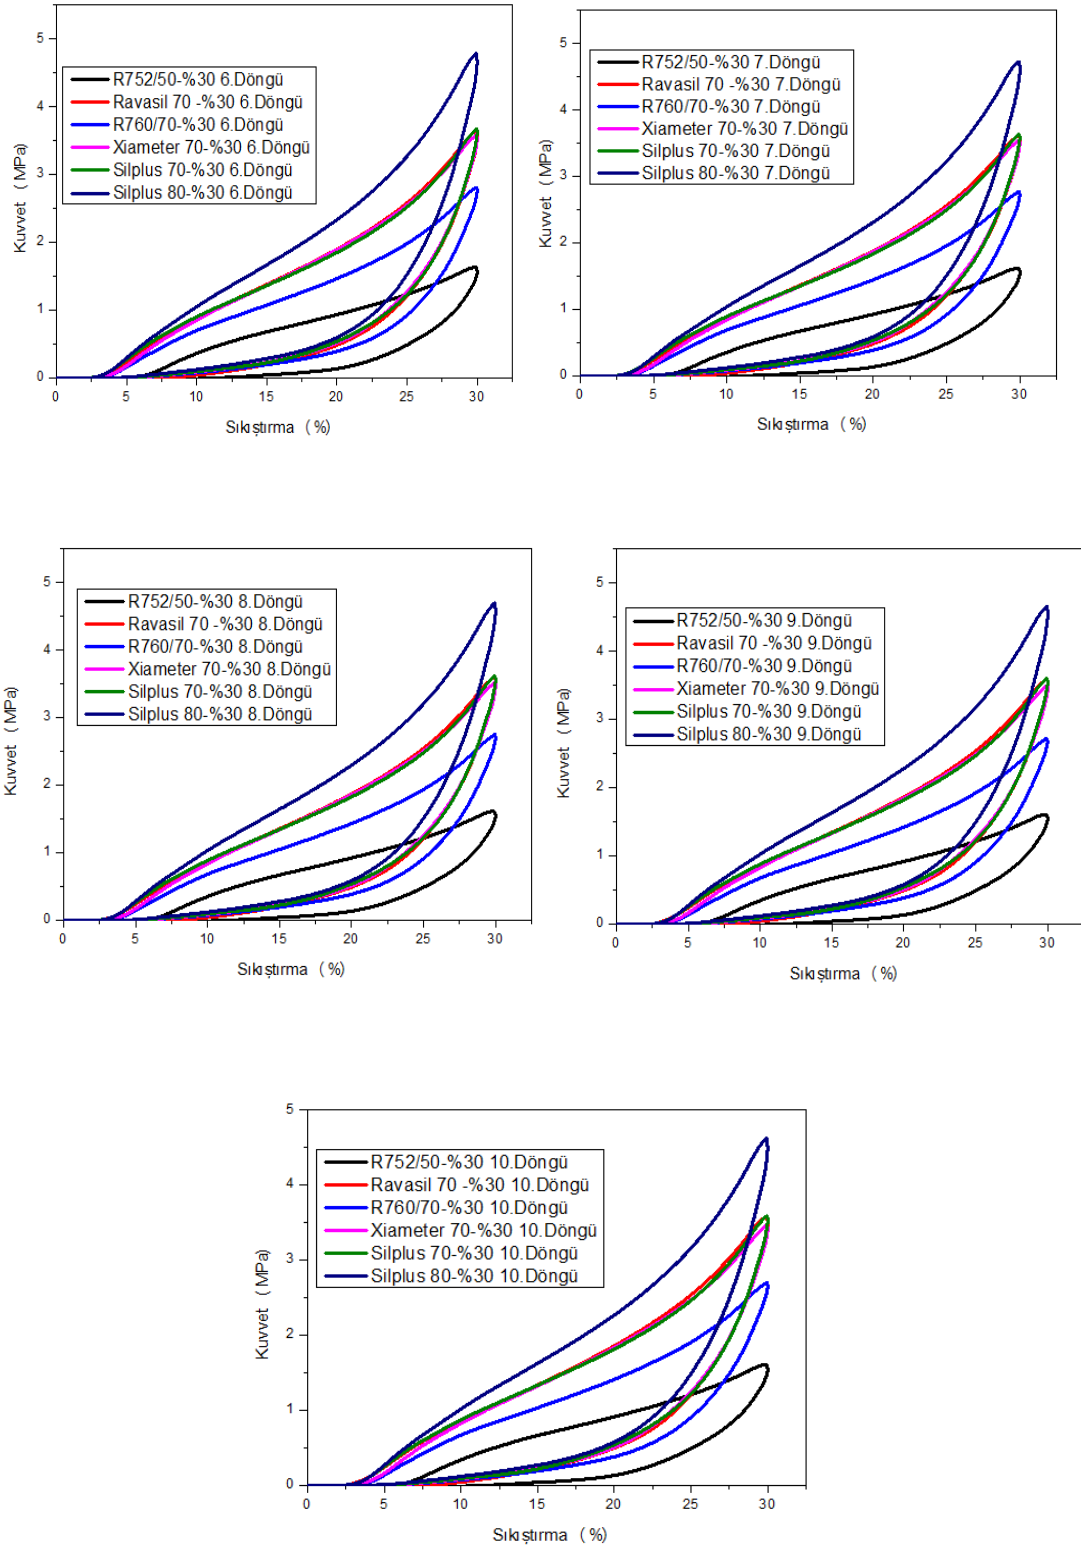 5
4
3
2
1
0
Kuvvet ( MPa)
R752/50-%30 6.Döngü
Ravasil 70 -%30 6.Döngü
R760/70-%30 6.Döngü
Xiameter 70-%30 6.Döngü
Silplus 70-%30 6.Döngü
Silplus 80-%30 6.Döngü
0 5 10 15 20 25 30
Sıkıştırma ( %)
5
4
3
2
1
0
Kuvvet ( MPa)
R752/50-%30 7.Döngü
Ravasil 70 -%30 7.Döngü
R760/70-%30 7.Döngü
Xiameter 70-%30 7.Döngü
Silplus 70-%30 7.Döngü
Silplus 80-%30 7.Döngü
0 5 10 15 20 25 30
Sıkıştırma ( %)
5
4
3
2
1
0
Kuvvet ( MPa)
R752/50-%30 8.Döngü
Ravasil 70 -%30 8.Döngü
R760/70-%30 8.Döngü
Xiameter 70-%30 8.Döngü
Silplus 70-%30 8.Döngü
Silplus 80-%30 8.Döngü
0 5 10 15 20 25 30
Sıkıştırma ( %)
5
4
3
2
1
0
Kuvvet ( MPa)
R752/50-%30 9.Döngü
Ravasil 70 -%30 9.Döngü
R760/70-%30 9.Döngü
Xiameter 70-%30 9.Döngü
Silplus 70-%30 9.Döngü
Silplus 80-%30 9.Döngü
0 5 10 15 20 25 30
Sıkıştırma ( %)
5
4
3
2
1
0
Kuvvet ( MPa)
R752/50-%30 10.Döngü
Ravasil 70 -%30 10.Döngü
R760/70-%30 10.Döngü
Xiameter 70-%30 10.Döngü
Silplus 70-%30 10.Döngü
Silplus 80-%30 10.Döngü
0 5 10 15 20 25 30
Sıkıştırma ( %)